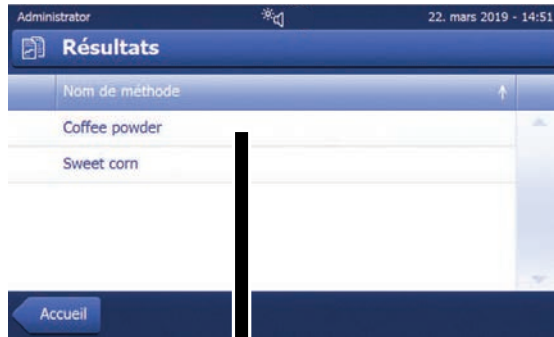 Administrator 22. mars 2019 - 14:51
Résultats
Nom de méthode
Coffee powder
Sweet corn
Accueil